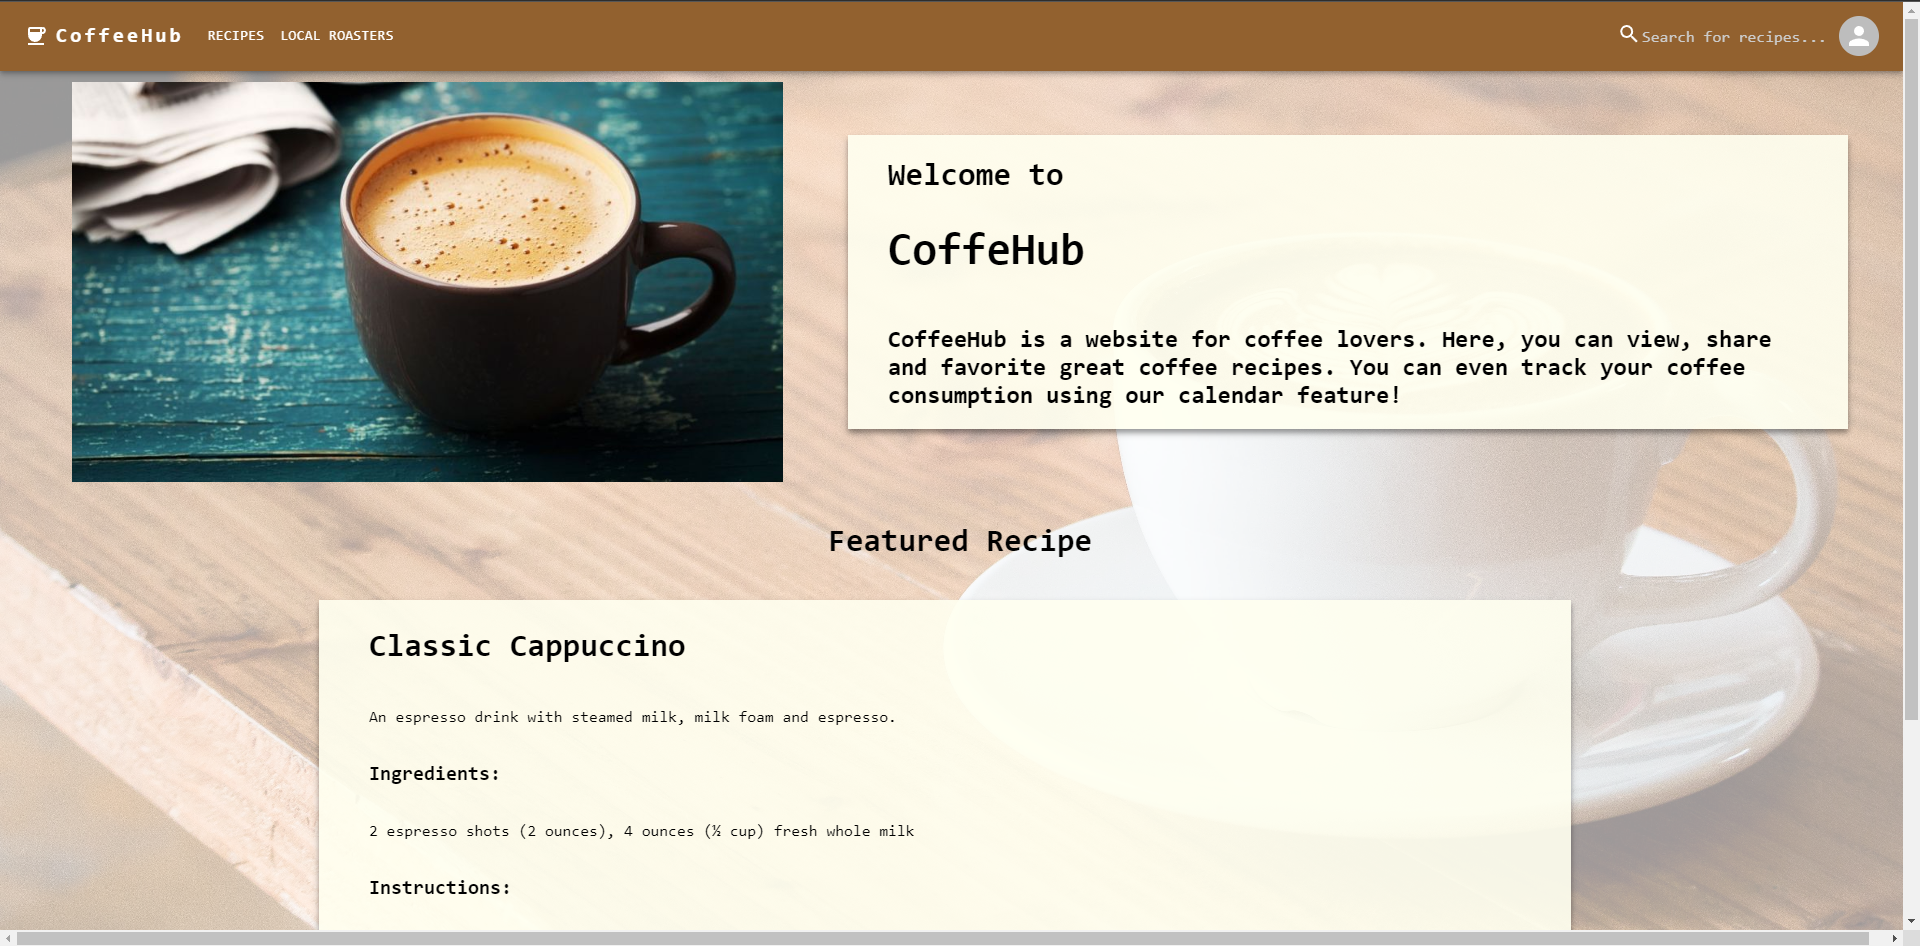 CoffeeHub RECIPES LOCAL ROASTERS Search for recipes...
Welcome to
CoffeHub
CoffeeHub is a website for coffee lovers. Here, you can view, share
and favorite great coffee recipes. You can even track your coffee
consumption using our calendar feature!
Featured Recipe
Classic Cappuccino
An espresso drink with steamed milk, milk foam and espresso.
Ingredients:
2 espresso shots (2 ounces), 4 ounces (½ cup) fresh whole milk
Instructions: